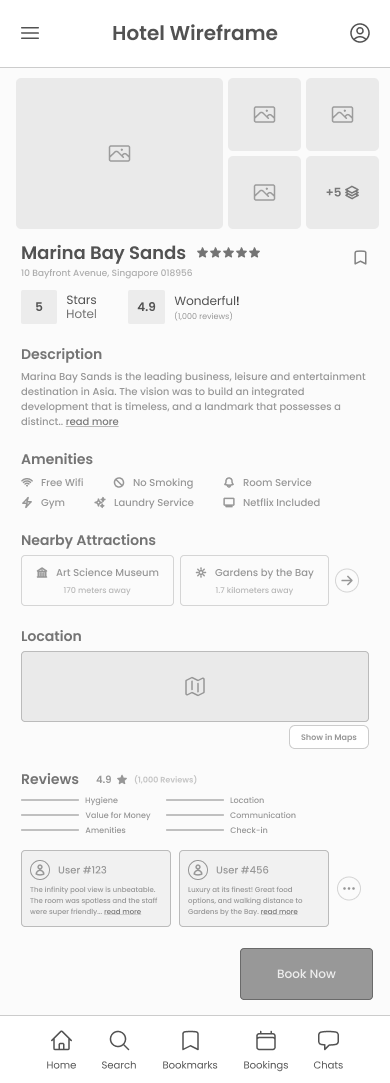 Hotel Wireframe
+5
Marina Bay Sands
10 Bayfront Avenue, Singapore 018956
5 Stars Hotel
4.9 Wonderful!
(1,000 reviews)
Description
Marina Bay Sands is the leading business, leisure and entertainment
destination in Asia. The vision was to build an integrated
development that is timeless, and a landmark that possesses a
distinct.. read more
Amenities
Free Wifi No Smoking Room Service
Gym Laundry Service Netflix Included
Nearby Attractions
Art Science Museum
170 meters away
Gardens by the Bay
1.7 kilometers away
Location
Show in Maps
Reviews 4.9 (1,000 Reviews)
Hygiene Location
Value for Money Communication
Amenities Check-in
User #123
The infinity pool view is unbeatable.
The room was spotless and the staff
were super friendly... read more
User #456
Luxury at its finest! Great food
options, and walking distance to
Gardens by the Bay. read more
Book Now
Home Search Bookmarks Bookings Chats